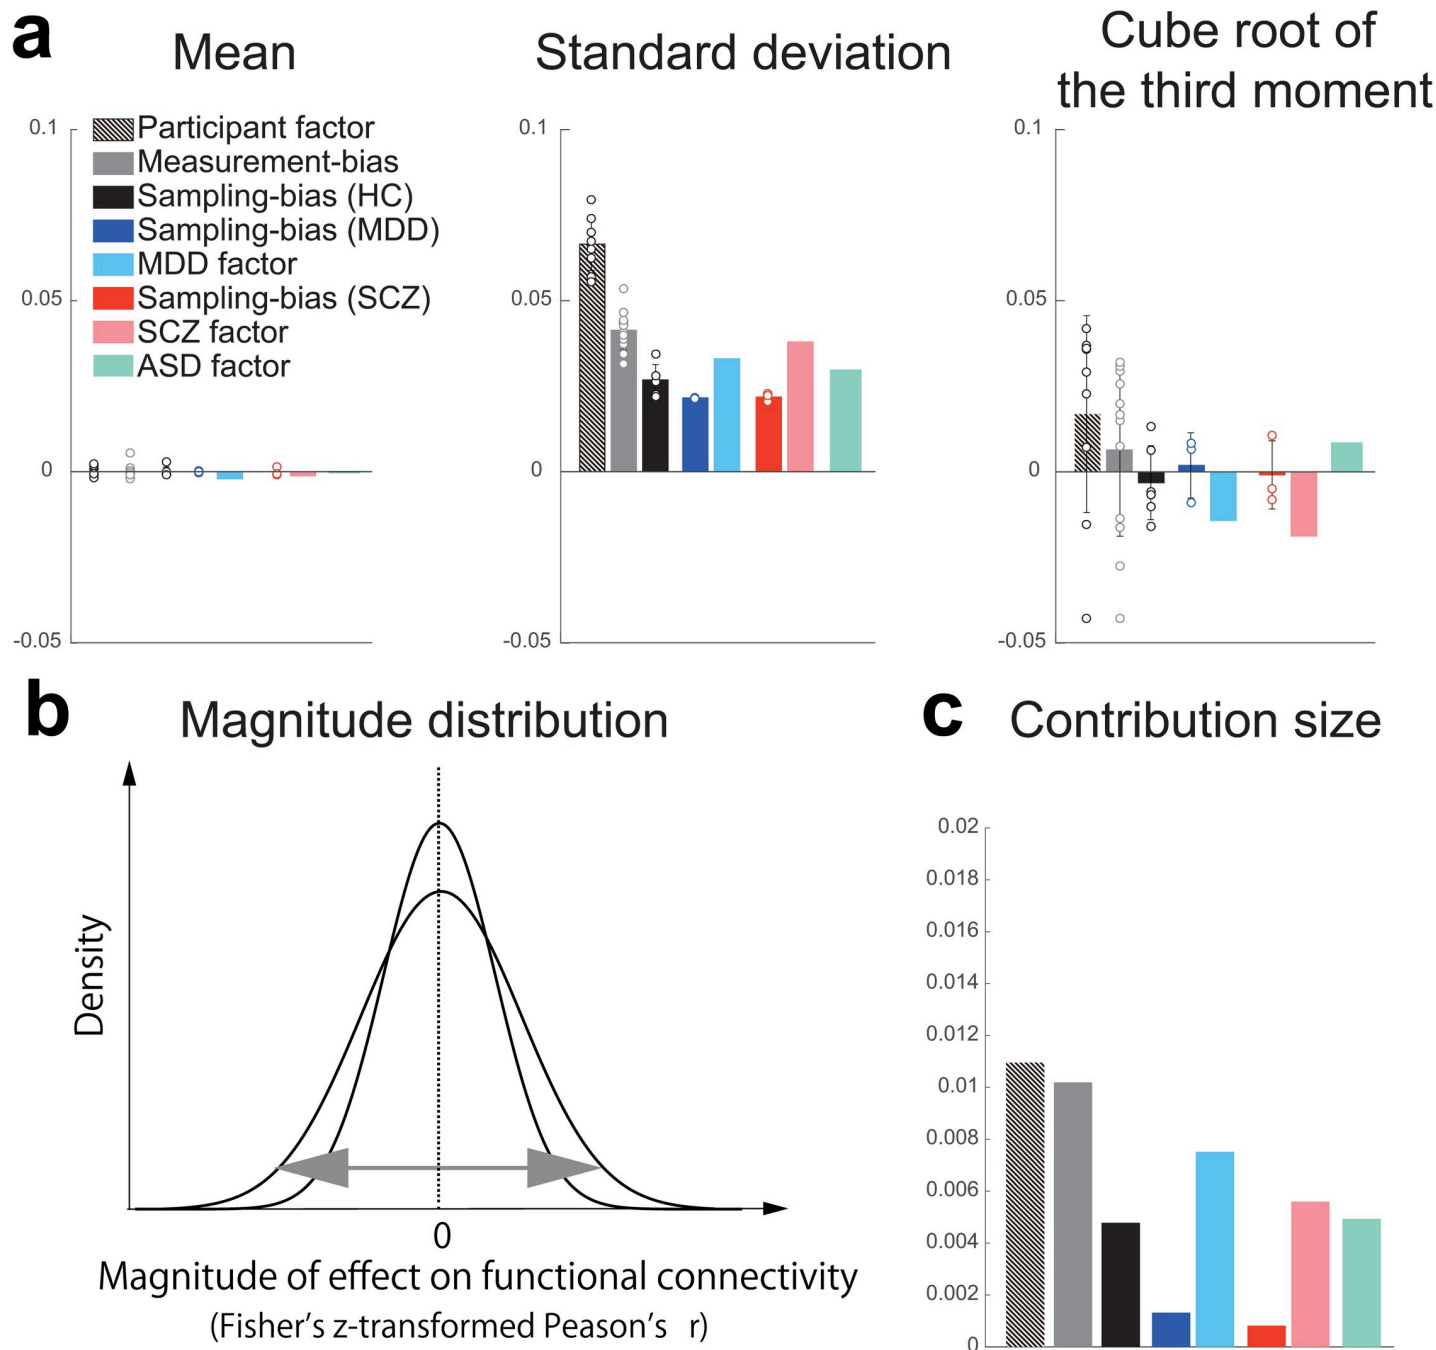 a
Mean
Standard deviation
Cube root of
the third moment
0.1
0.05
0
-0.05
Participant factor
Measurement-bias
Sampling-bias (HC)
Sampling-bias (MDD)
MDD factor
Sampling-bias (SCZ)
SCZ factor
ASD factor
0.1
0.05
0
-0.05
0.1
0.05
0
-0.05
b
Magnitude distribution
Density
0
Magnitude of effect on functional connectivity
(Fisher's z-transformed Peason's r)
c
Contribution size
0.02
0.018
0.016
0.014
0.012
0.01
0.008
0.006
0.004
0.002
0